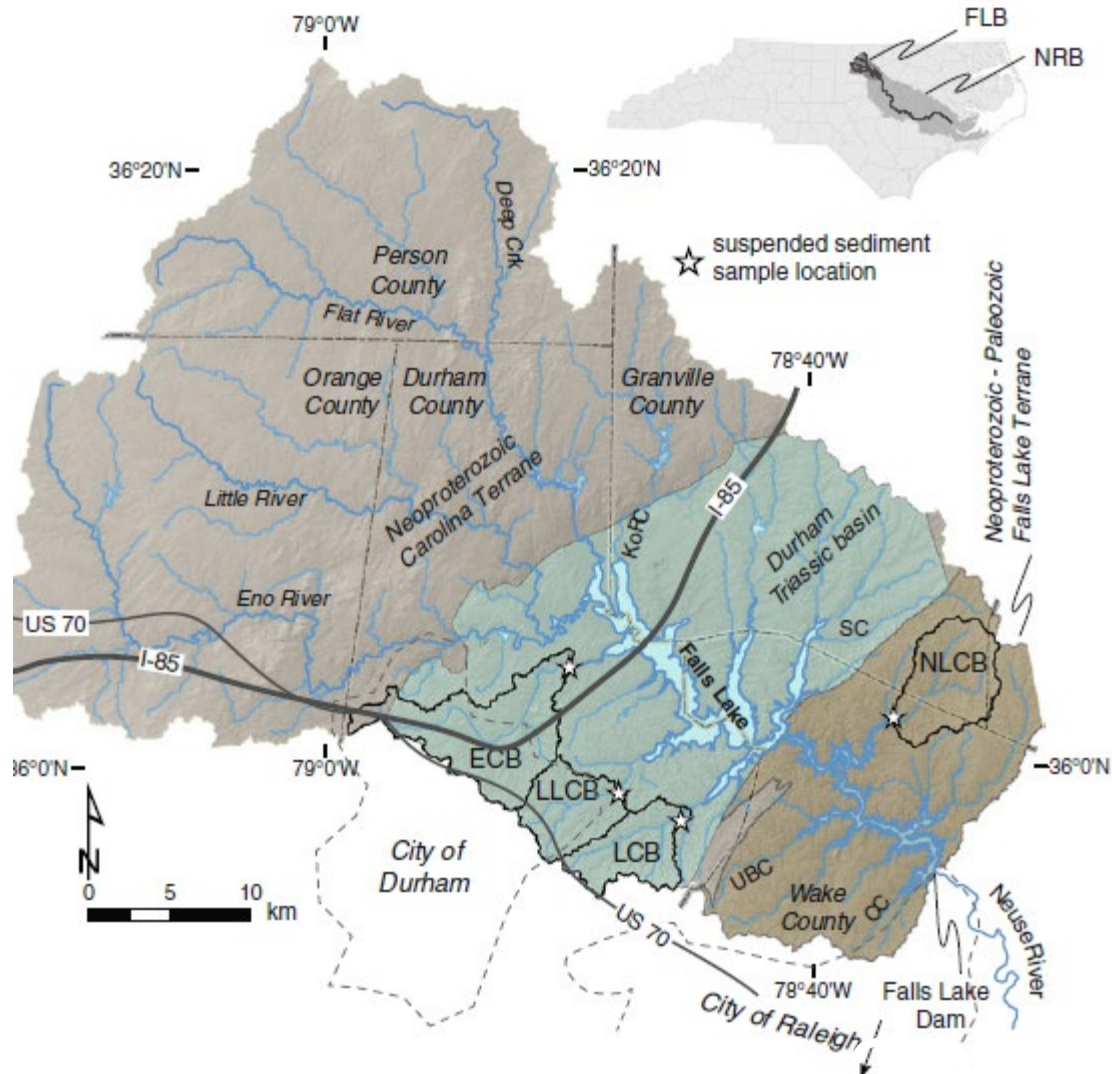 79°0'W
FLB
NRB
36°20'N
36°20'N
Deep Crk
suspended sediment
sample location
Person
County
Flat River
Neoproterozoic - Paleozoic
Falls Lake Terrane
78°40'W
Orange
County
Durham
County
Granville
County
Neoproterozoic
Carolina Terrane
Little River
I-85
KoRC
Durham
Triassic basin
Eno River
US 70
I-85
SC
Falls Lake
NLCB
ECB
36°0'N
79°0'W
36°0'N
LLCB
LCB
N
City of
Durham
UBC
Wake
County
CC
0 5 10
km
US 70
Neuse River
78°40'W
Falls Lake
Dam
City of Raleigh